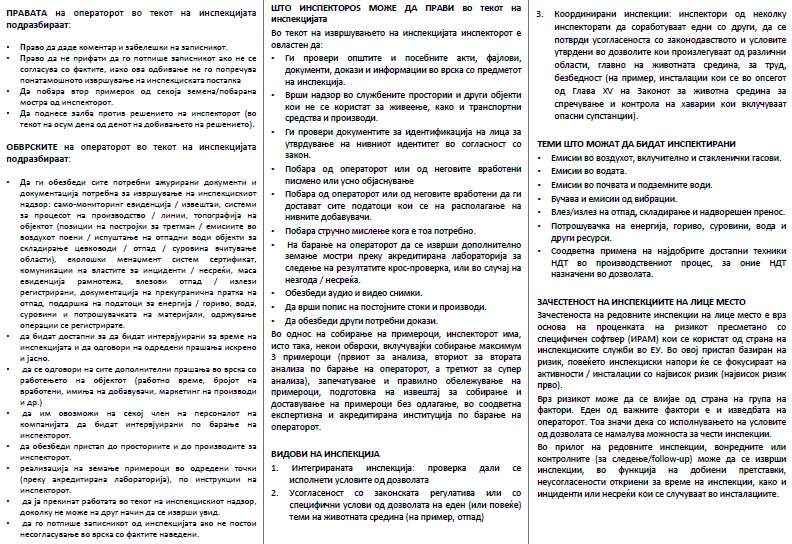 ПРАВАТА на операторот во текот на инспекцијата
подразбираат:
• Право да даде коментар и забелешки на записникот.
• Право да не прифати да го потпише записникот ако не се
согласува со фактите, иако ова одбивање не го попречува
понатамошното извршување на инспекциската постапка
• Да побара втор примерок од секоја земена/побарана
мостра од инспекторот.
• Да поднесе залба против решението на инспекторот (во
текот на осум дена од денот на добивањето на решението).
ОБВРСКИТЕ на операторот во текот на инспекцијата
подразбираат:
• Да ги обезбеди сите потребни ажурирани документи и
документација потребна за извршување на инспекцискиот
надзор: само-мониторинг евиденција / извештаи, системи
за процесот на производство / линии, топографија на
објектот (позиции на постројки за третман / емисиите во
воздухот поени / испуштање на отпадни води објекти за
складирање цевководи / отпад / суровина вчитување
области), еколошки менаџмент систем сертификат,
комуникации на властите за инциденти / несреќи, маса
евиденција рамнотежа, влезови отпад / излези
регистрирани, документација на прекугранична пратка на
отпад, поддршка на податоци за енергија / гориво, вода,
суровини и потрошувачката на материјали, одржување
операции се регистрирате.
• да бидат достапни за да бидат интервјуирани за време на
инспекцијата и да одговори на одредени прашања искрено
и јасно.
• да се одговори на сите дополнителни прашања во врска со
работењето на објектот (работно време, бројот на
вработени, имиња на добавувачи, маркетинг на производи
и др.)
• да им овозможи на секој член на персоналот на
компанијата да бидат интервјуирани по барање на
инспекторот.
• да обезбеди пристап до просториите и до производите за
инспекторот.
• реализација на земање примероци во одредени точки
(преку акредитирана лабораторија), по инструкции на
инспекторот.
• да ја прекинат работата во текот на инспекцискиот надзор,
доколку не може на друг начин да се изврши увид.
• да го потпише записникот од инспекцијата ако не постои
несогласување во врска со фактите наведени.
ШТО ИНСПЕКТОРОЅ МОЖЕ ДА ПРАВИ во текот на
инспекцијата
Во текот на извршувањето на инспекцијата инспекторот е
овластен да:
• Ги провери општите и посебните акти, фајлови,
документи, докази и информации во врска со предметот
на инспекција.
• Врши надзор во службените простории и други објекти
кои не се користат за живеење, како и транспортни
средства и производи.
• Ги провери документите за идентификација на лица за
утврдување на нивниот идентитет во согласност со
закон.
• Побара од операторот или од неговите вработени
писмено или усно објаснување
• Побара од операторот или од неговите вработени да ги
достават сите податоци кои се на располагање на
нивните добавувачи.
• Побара стручно мислење кога е тоа потребно.
• На барање на операторот да се изврши дополнително
земање мостри преку акредитирана лабораторија за
следење на резултатите крос-проверка, или во случај на
незгода / несреќа.
• Обезбеди аудио и видео снимки.
• Да врши попис на постојните стоки и производи.
• Да обезбеди други потребни докази.
Во однос на собирање на примероци, инспекторот има,
исто така, некои обврски, вклучувајќи собирање максимум
3 примероци (првиот за анализа, вториот за втората
анализа по барање на операторот, а третиот за супер
анализа), запечатување и правилно обележување на
примероци, подготовка на извештај за собирање и
доставување на примероци без одлагање, во соодветна
експертизна и акредитирана институција по барање на
операторот.
ВИДОВИ НА ИНСПЕКЦИЈА
1. Интегрираната инспекција: проверка дали се
исполнети условите од дозволата
2. Усогласеност со законската регулатива или со
специфични услови од дозволата на еден (или повеќе)
теми на животната средина (на пример, отпад)
3. Координирани инспекции: инспектори од неколку
инспекторати да соработуваат едни со други, да се
потврди усогласеноста со законодавството и условите
утврдени во дозволите кои произлегуваат од различни
области, главно на животната средина, за труд,
безбедност (на пример, инсталации кои се во опсегот
од Глава XV на Законот за животна средина за
спречување и контрола на хаварии кои вклучуваат
опасни супстанции).
ТЕМИ ШТО МОЖАТ ДА БИДАТ ИНСПЕКТИРАНИ
• Емисии во воздухот, вклучително и стакленички гасови.
• Емисии во водата.
• Емисии во почвата и подземните води.
• Бучава и емисии од вибрации.
• Влез/излез на отпад, складирање и надворешен пренос.
• Потрошувачка на енергија, гориво, суровини, вода и
други ресурси.
• Соодветна примена на најдобрите достапни техники
НДТ во производствениот процес, за оние НДТ
назначени во дозволата.
ЗАЧЕСТЕНОСТ НА ИНСПЕКЦИИТЕ НА ЛИЦЕ МЕСТО
Зачестеноста на редовните инспекции на лице место е врз
основа на проценката на ризикот пресметано со
специфичен софтвер (ИРАМ) кои се користат од страна на
инспекциските служби во ЕУ. Во овој пристап базиран на
ризик, повеќето инспекциски напори ќе се фокусираат на
активности / инсталации со највисок ризик (највисок ризик
прво).
Врз ризикот може да се влијае од страна на група на
фактори. Еден од важните фактори е и изведбата на
операторот. Тоа значи дека со исполнувањето на условите
од дозволата се намалува можноста за чести инспекции.
Во прилог на редовните инспекции, вонредните или
контролните (за следење/follow-up) може да се изврши
инспекции, во функција на добиени претставки,
неусогласености откриени за време на инспекции, како и
инциденти или несреќи кои се случуваат во инсталациите.